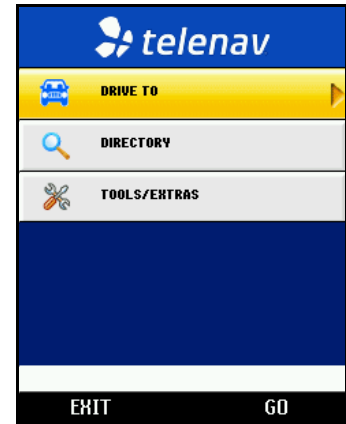 telenav
DRIVE TO
DIRECTORY
TOOLS/EXTRAS
EXIT GO